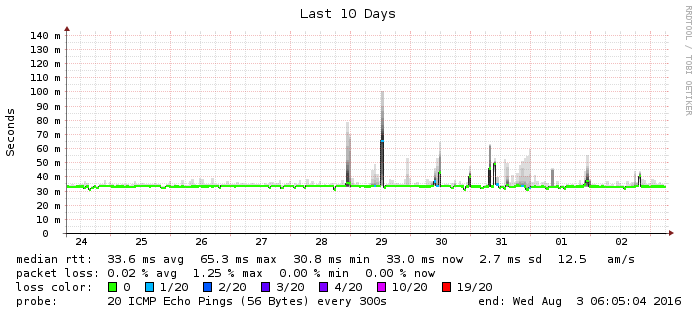 Last 10 Days
RRDTOOL / TOBI OETIKER
Seconds
140 m
130 m
120 m
110 m
100 m
90 m
80 m
70 m
60 m
50 m
40 m
30 m
20 m
10 m
0
24 25 26 27 28 29 30 31 01 02
median rtt: 33.6 ms avg 65.3 ms max 30.8 ms min 33.0 ms now 2.7 ms sd 12.5 am/s
packet loss: 0.02 % avg 1.25 % max 0.00 % min 0.00 % now
loss color: 0 1/20 2/20 3/20 4/20 10/20 19/20
probe: 20 ICMP Echo Pings (56 Bytes) every 300s end: Wed Aug 3 06:05:04 2016